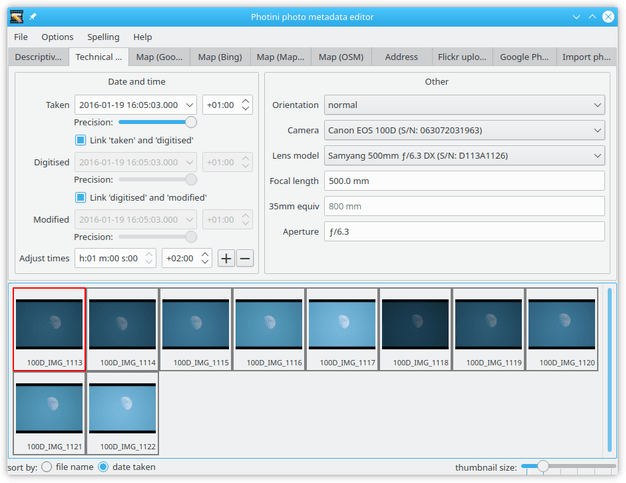 Photini photo metadata editor
File Options Spelling Help
Descriptiv... Technical ... Map (Goo... Map (Bing) Map (Map... Map (OSM) Address Flickr uplo... Google Ph... Import ph...
Date and time
Taken 2016-01-19 16:05:03.000 +01:00
Precision:
Link 'taken' and 'digitised'
Digitised 2016-01-19 16:05:03.000 +01:00
Precision:
Link 'digitised' and 'modified'
Modified 2016-01-19 16:05:03.000 +01:00
Precision:
Adjust times h:01 m:00 s:00 +02:00
Other
Orientation normal
Camera Canon EOS 100D (S/N: 063072031963)
Lens model Samyang 500mm ƒ/6.3 DX (S/N: D113A1126)
Focal length 500.0 mm
35mm equiv 800 mm
Aperture ƒ/6.3
100D_IMG_1113 100D_IMG_1114 100D_IMG_1115 100D_IMG_1116 100D_IMG_1117 100D_IMG_1118 100D_IMG_1119 100D_IMG_1120
100D_IMG_1121 100D_IMG_1122
sort by: file name date taken thumbnail size: